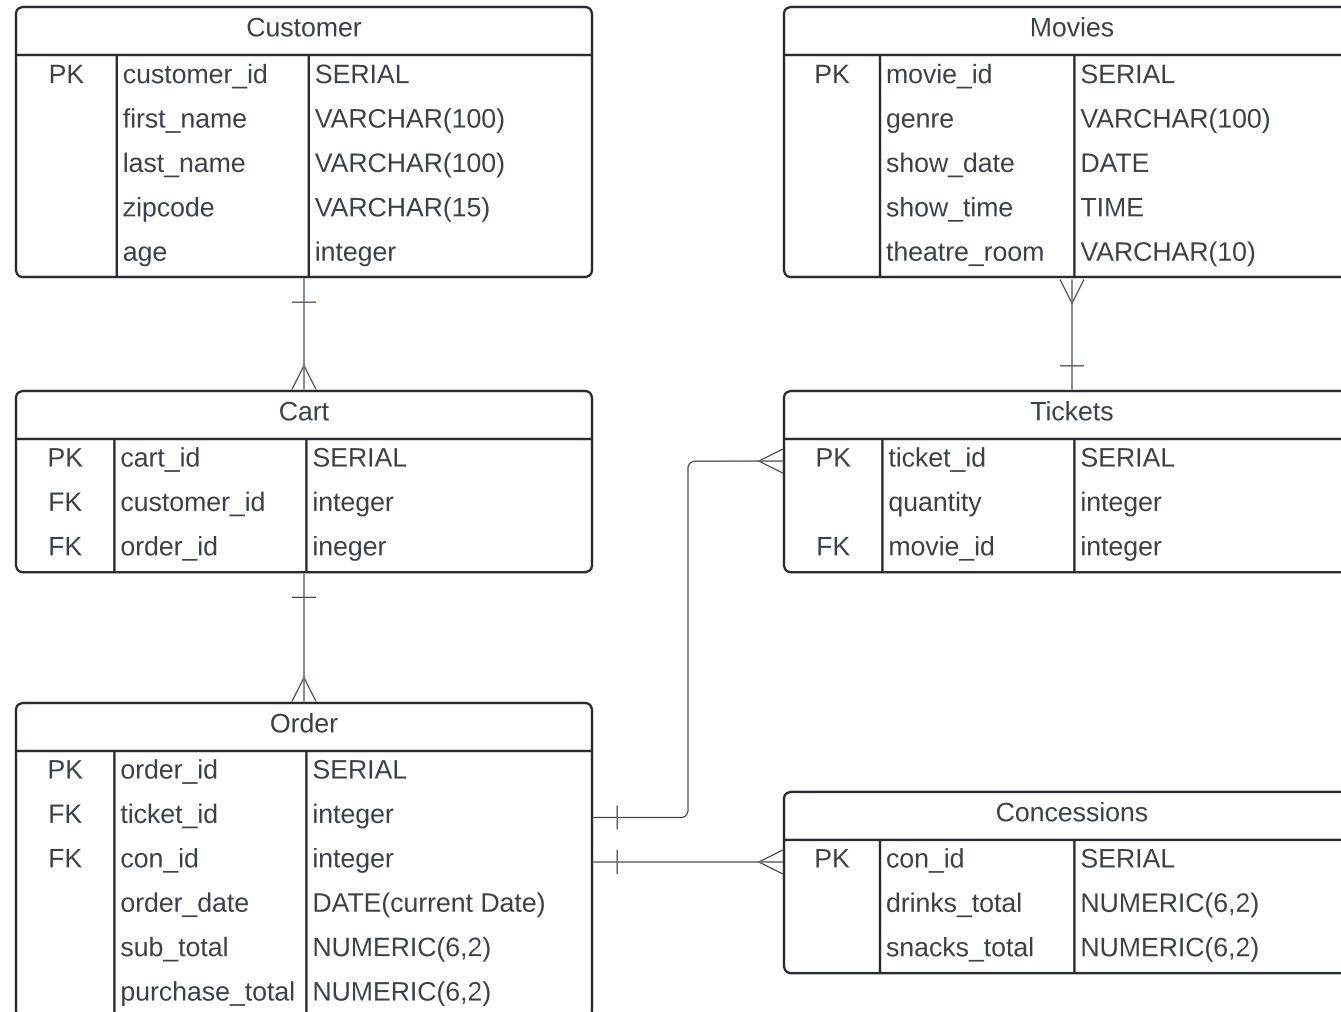 Customer
PK customer_id SERIAL
first_name VARCHAR(100)
last_name VARCHAR(100)
zipcode VARCHAR(15)
age integer
Movies
PK movie_id SERIAL
genre VARCHAR(100)
show_date DATE
show_time TIME
theatre_room VARCHAR(10)
Cart
PK cart_id SERIAL
FK customer_id integer
FK order_id ineger
Tickets
PK ticket_id SERIAL
quantity integer
FK movie_id integer
Order
PK order_id SERIAL
FK ticket_id integer
FK con_id integer
order_date DATE(current Date)
sub_total NUMERIC(6,2)
purchase_total NUMERIC(6,2)
Concessions
PK con_id SERIAL
drinks_total NUMERIC(6,2)
snacks_total NUMERIC(6,2)